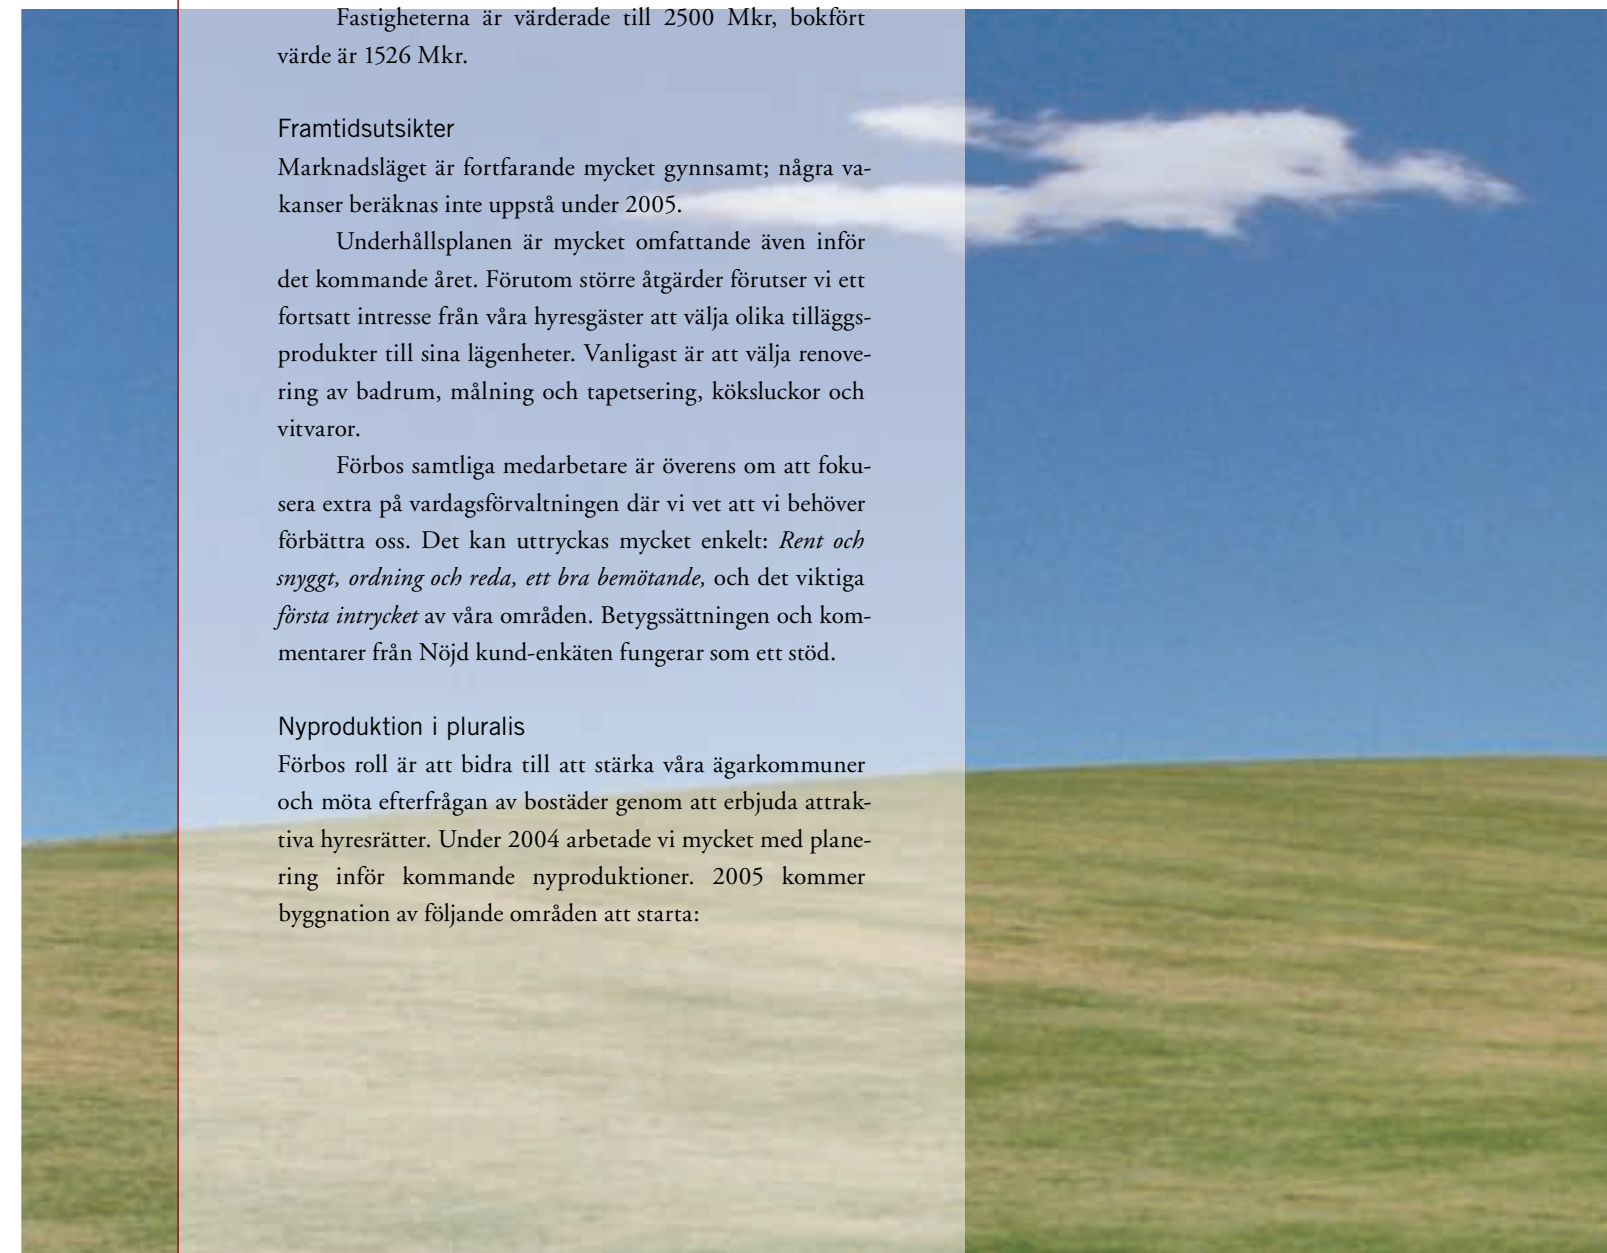 Fastigheterna är värderade till 2500 Mkr, bokfört
värde är 1526 Mkr.
Framtidsutsikter
Marknadsläget är fortfarande mycket gynnsamt; några va-
kanser beräknas inte uppstå under 2005.
Underhållsplanen är mycket omfattande även inför
det kommande året. Förutom större åtgärder förutser vi ett
fortsatt intresse från våra hyresgäster att välja olika tilläggs-
produkter till sina lägenheter. Vanligast är att välja renove-
ring av badrum, målning och tapetsering, köksluckor och
vitvaror.
Förbos samtliga medarbetare är överens om att foku-
sera extra på vardagsförvaltningen där vi vet att vi behöver
förbättra oss. Det kan uttryckas mycket enkelt: Rent och
snyggt, ordning och reda, ett bra bemötande, och det viktiga
första intrycket av våra områden. Betygssättningen och kom-
mentarer från Nöjd kund-enkäten fungerar som ett stöd.
Nyproduktion i pluralis
Förbos roll är att bidra till att stärka våra ägarkommuner
och möta efterfrågan av bostäder genom att erbjuda attrak-
tiva hyresrätter. Under 2004 arbetade vi mycket med plane-
ring inför kommande nyproduktioner. 2005 kommer
byggnation av följande områden att starta: